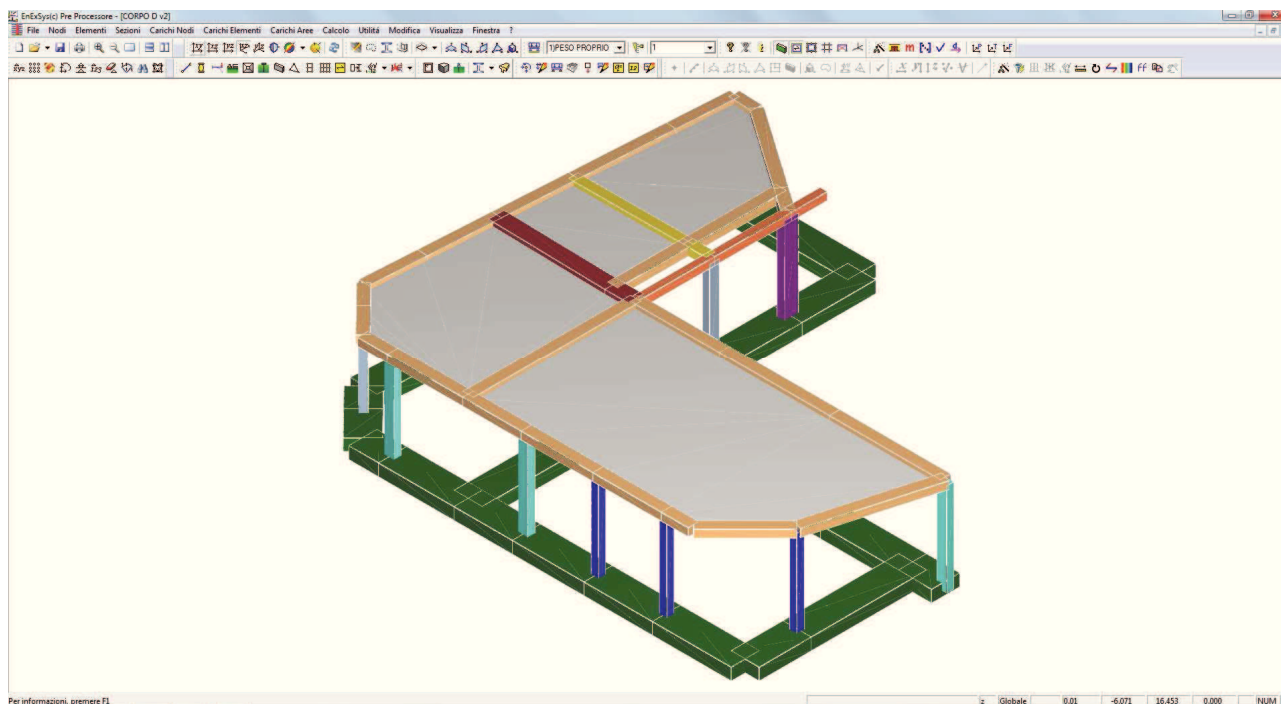 EnExSys(c) Pre Processore - [CORPO D v2]
File Nodi Elementi Sezioni Carichi Nodi Carichi Elementi Carichi Aree Calcolo Utilità Modifica Visualizza Finestra ?
1)PESO PROPRIO 1
Per informazioni, premere F1 z Globale 0.01 -6.071 16.453 0.000 NUM